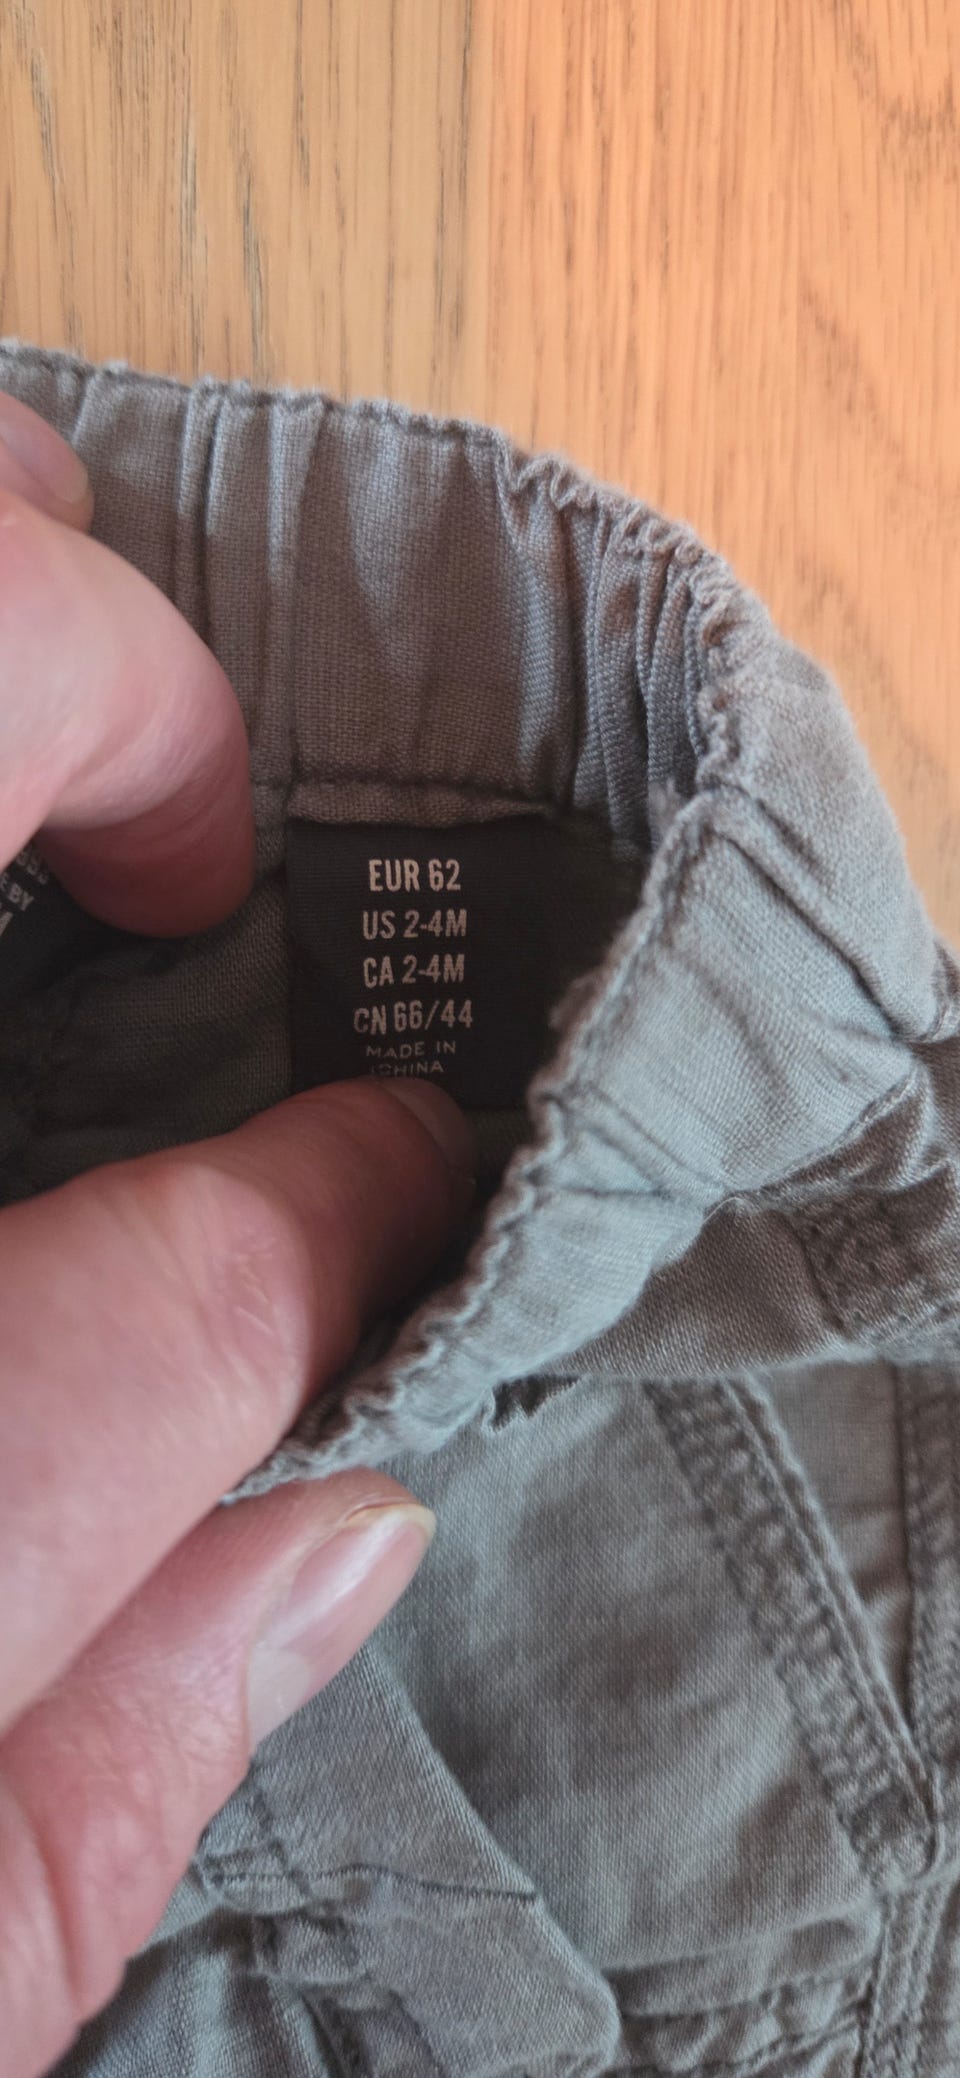 EUR 62
US 2-4M
CA 2-4M
CN 66/44
MADE IN
CHINA